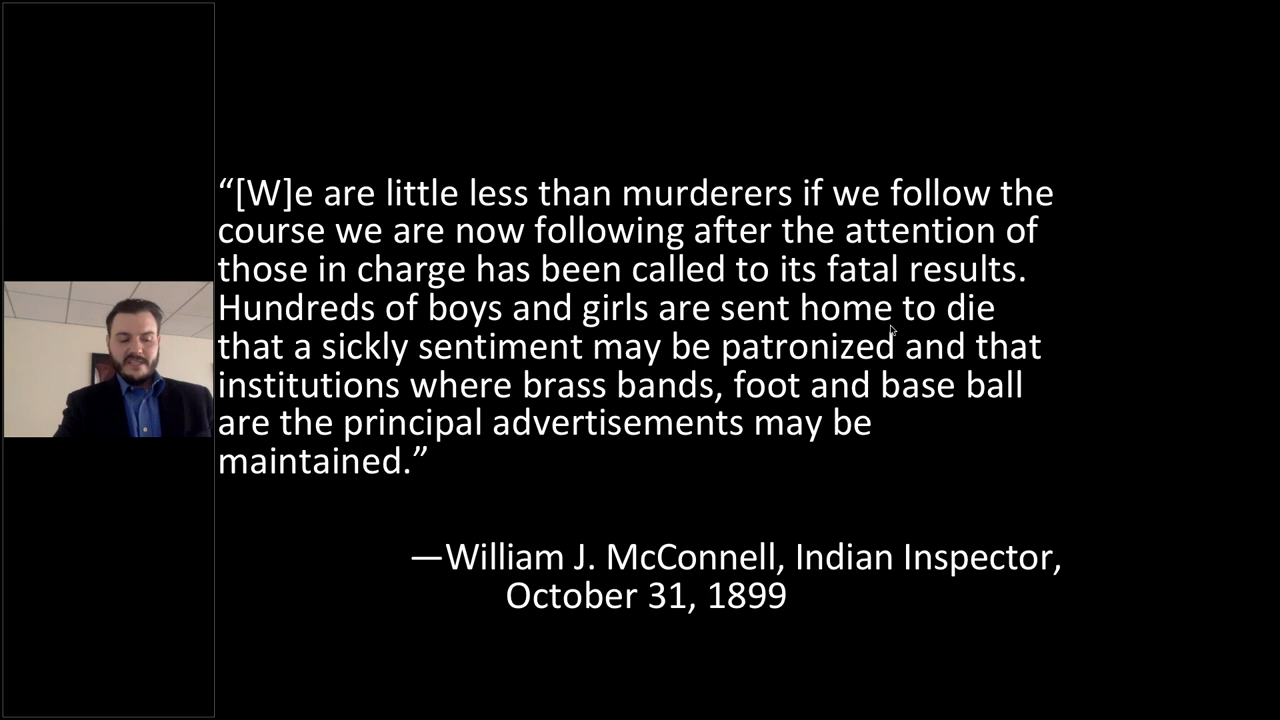 “[W]e are little less than murderers if we follow the
course we are now following after the attention of
those in charge has been called to its fatal results.
Hundreds of boys and girls are sent home to die
that a sickly sentiment may be patronized and that
institutions where brass bands, foot and base ball
are the principal advertisements may be
maintained.”
—William J. McConnell, Indian Inspector,
October 31, 1899